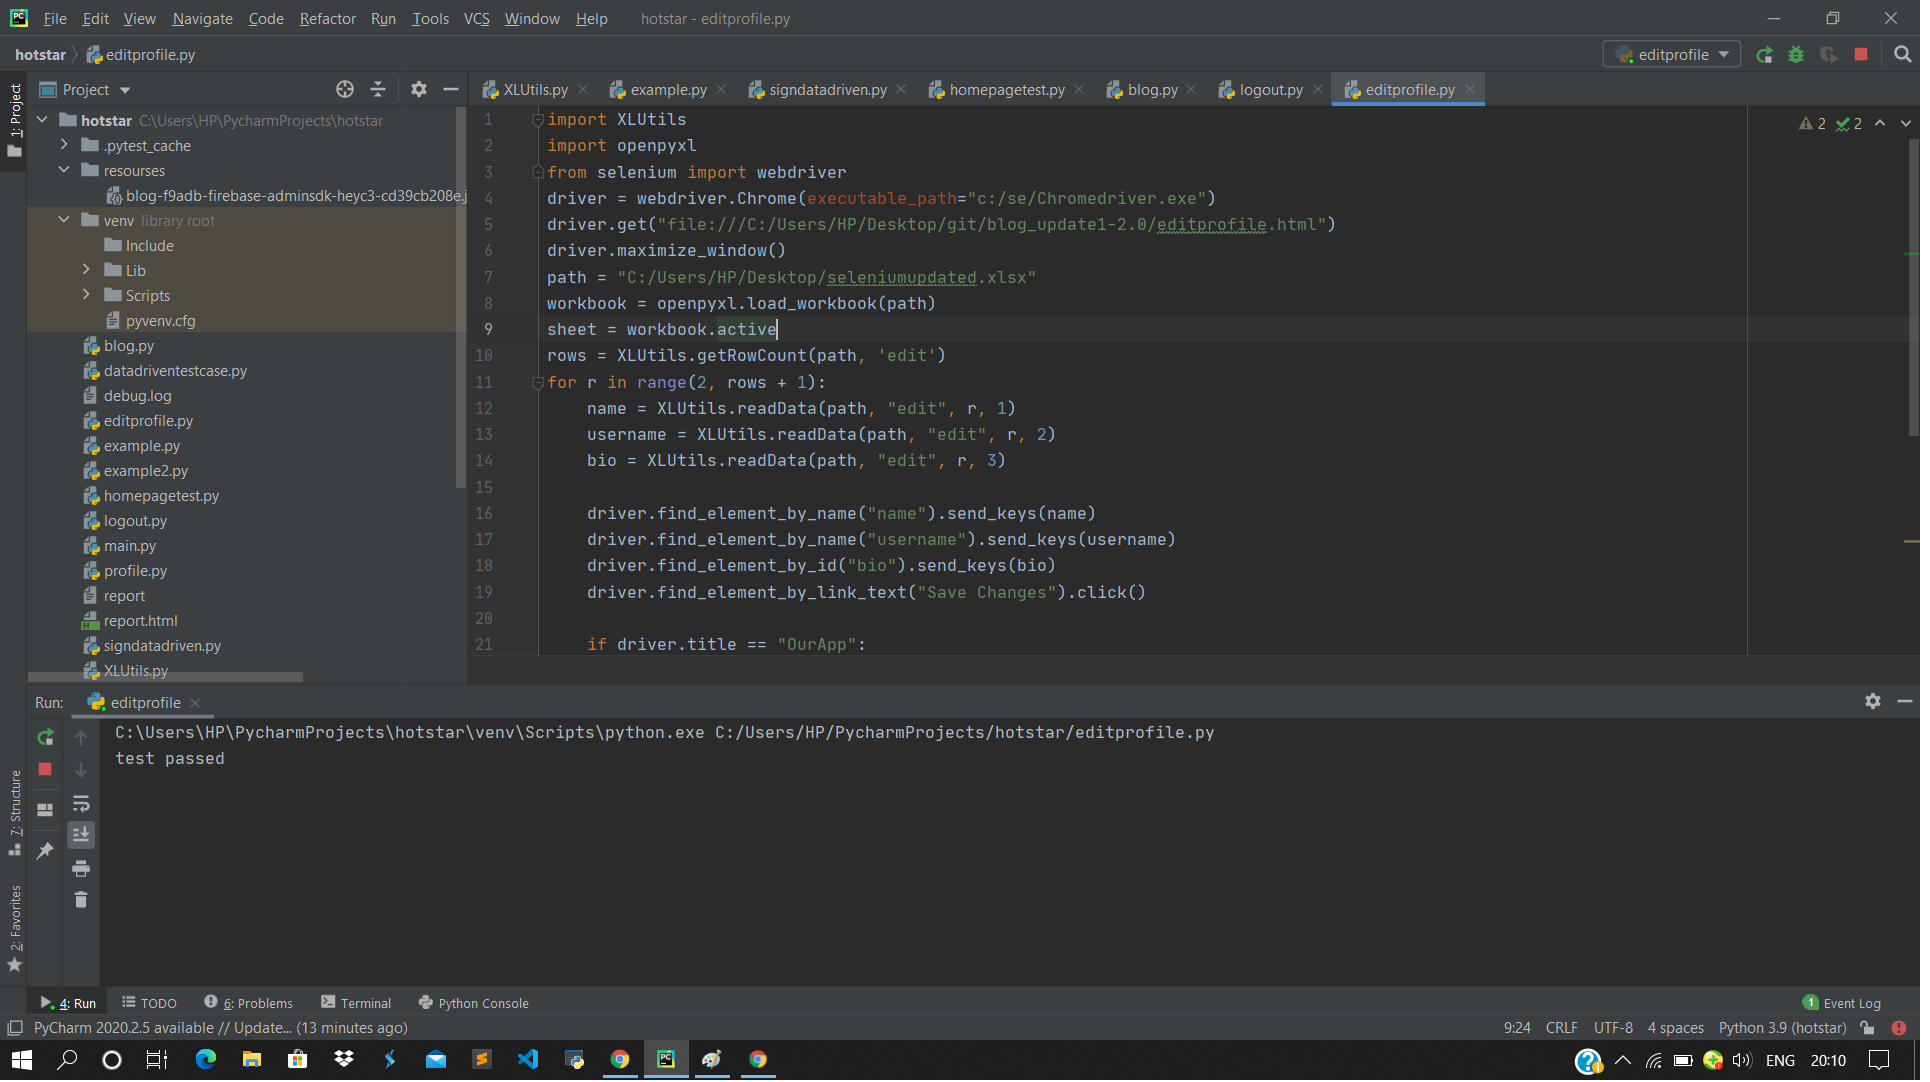 File Edit View Navigate Code Refactor Run Tools VCS Window Help hotstar - editprofile.py
hotstar editprofile.py editprofile
1: Project
Project
XLUtils.py example.py signdatadriven.py homepagetest.py blog.py logout.py editprofile.py
hotstar C:\Users\HP\PycharmProjects\hotstar
.pytest_cache
resourses
blog-f9adb-firebase-adminsdk-heyc3-cd39cb208e.j
venv library root
Include
Lib
Scripts
pyvenv.cfg
blog.py
datadriventestcase.py
debug.log
editprofile.py
example.py
example2.py
homepagetest.py
logout.py
main.py
profile.py
report
report.html
signdatadriven.py
XLUtils.py
2 2
1 import XLUtils
2 import openpyxl
3 from selenium import webdriver
4 driver = webdriver.Chrome(executable_path="c:/se/Chromedriver.exe")
5 driver.get("file:///C:/Users/HP/Desktop/git/blog_update1-2.0/editprofile.html")
6 driver.maximize_window()
7 path = "C:/Users/HP/Desktop/seleniumupdated.xlsx"
8 workbook = openpyxl.load_workbook(path)
9 sheet = workbook.active
10 rows = XLUtils.getRowCount(path, 'edit')
11 for r in range(2, rows + 1):
12 name = XLUtils.readData(path, "edit", r, 1)
13 username = XLUtils.readData(path, "edit", r, 2)
14 bio = XLUtils.readData(path, "edit", r, 3)
15
16 driver.find_element_by_name("name").send_keys(name)
17 driver.find_element_by_name("username").send_keys(username)
18 driver.find_element_by_id("bio").send_keys(bio)
19 driver.find_element_by_link_text("Save Changes").click()
20
21 if driver.title == "OurApp":
Run: editprofile
C:\Users\HP\PycharmProjects\hotstar\venv\Scripts\python.exe C:/Users/HP/PycharmProjects/hotstar/editprofile.py
test passed
7: Structure
2: Favorites
4: Run TODO 6: Problems Terminal Python Console 1 Event Log
PyCharm 2020.2.5 available // Update... (13 minutes ago) 9:24 CRLF UTF-8 4 spaces Python 3.9 (hotstar)
ENG 20:10